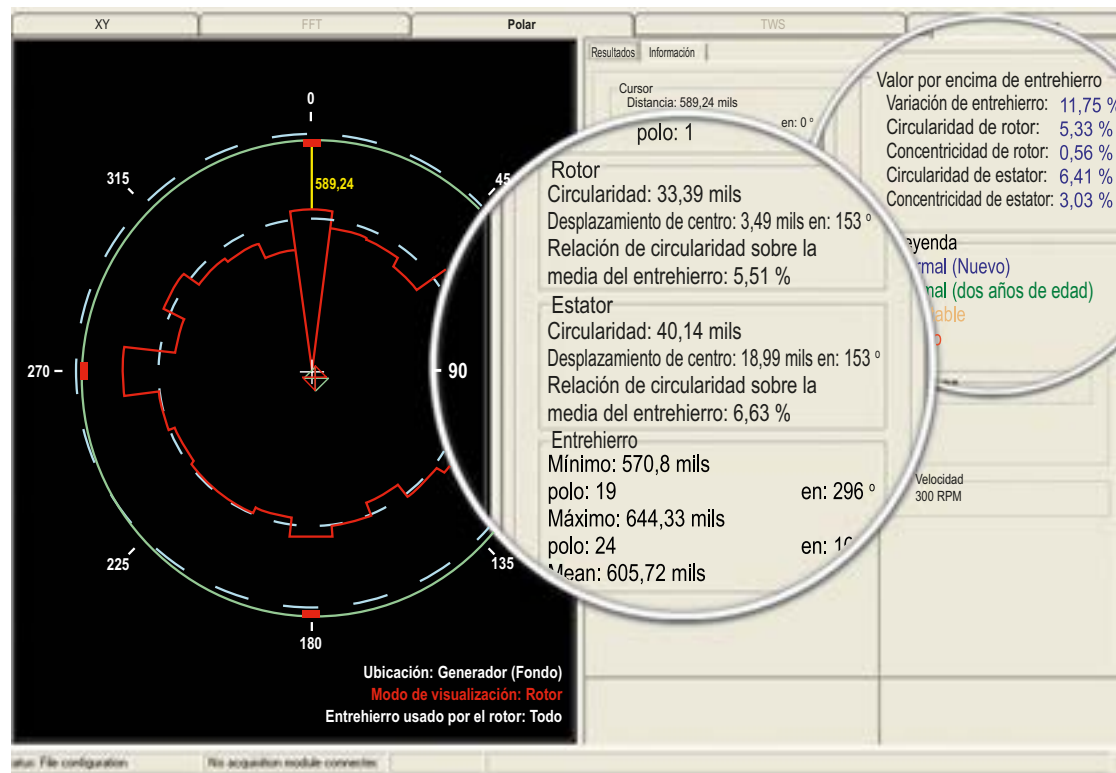 XY
FFT
Polar
TWS
Resultados
Información
Cursor
Distancia: 589,24 mils
en: 0 °
polo: 1
Rotor
Circularidad: 33,39 mils
Desplazamiento de centro: 3,49 mils en: 153 °
Relación de circularidad sobre la
media del entrehierro: 5,51 %
Estator
Circularidad: 40,14 mils
Desplazamiento de centro: 18,99 mils en: 153 °
Relación de circularidad sobre la
media del entrehierro: 6,63 %
Entrehierro
Mínimo: 570,8 mils
polo: 19 en: 296 °
Máximo: 644,33 mils
polo: 24 en:
Mean: 605,72 mils
Valor por encima de entrehierro
Variación de entrehierro: 11,75 %
Circularidad de rotor: 5,33 %
Concentricidad de rotor: 0,56 %
Circularidad de estator: 6,41 %
Concentricidad de estator: 3,03 %
eyenda
rmal (Nuevo)
nal (dos años de edad)
able
Velocidad
300 RPM
0
45
90
135
180
225
270
315
589,24
Ubicación: Generador (Fondo)
Modo de visualización: Rotor
Entrehierro usado por el rotor: Todo
atus: File configuration
No acquisition module connected